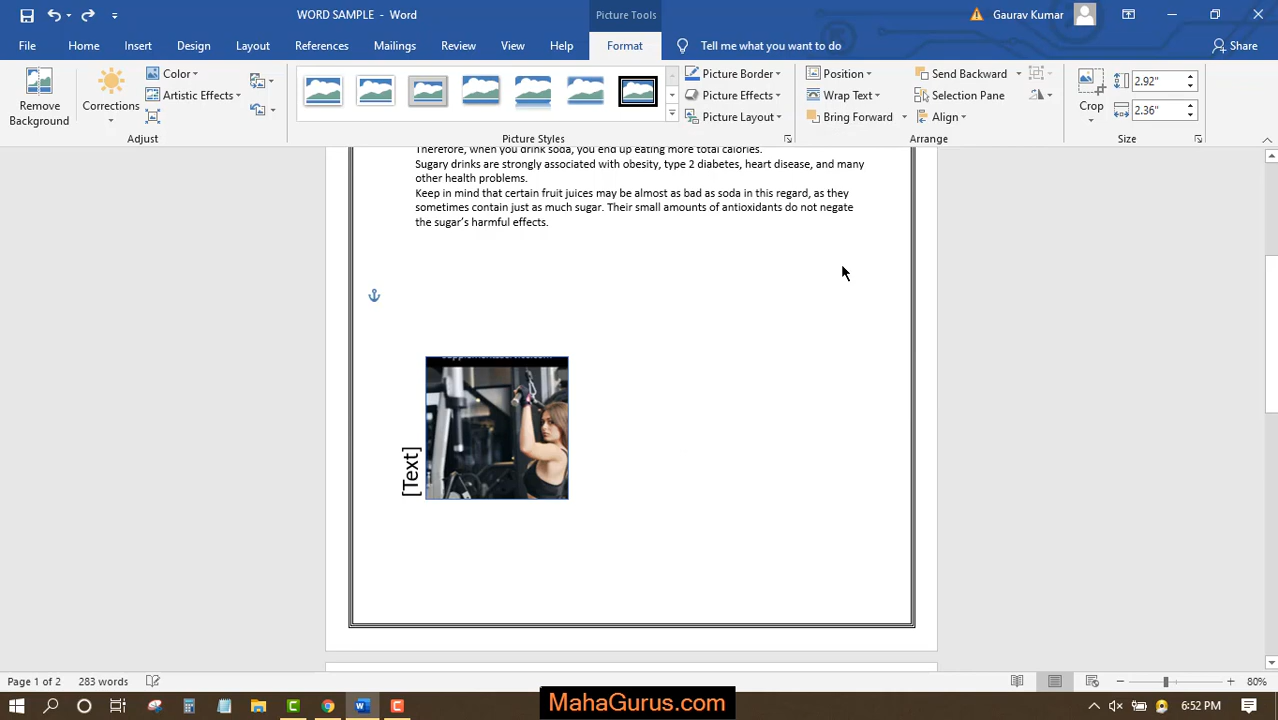 WORD SAMPLE - Word
Picture Tools
Gaurav Kumar
File Home Insert Design Layout References Mailings Review View Help Format Tell me what you want to do Share
Remove Background
Corrections
Color
Artistic Effects
Adjust
Picture Styles
Picture Border
Picture Effects
Picture Layout
Position
Wrap Text
Bring Forward
Send Backward
Selection Pane
Align
Arrange
Crop
2.92"
2.36"
Size
Therefore, when you drink soda, you end up eating more total calories.
Sugary drinks are strongly associated with obesity, type 2 diabetes, heart disease, and many
other health problems.
Keep in mind that certain fruit juices may be almost as bad as soda in this regard, as they
sometimes contain just as much sugar. Their small amounts of antioxidants do not negate
the sugar's harmful effects.
[Text]
Page 1 of 2 283 words
80%
MahaGurus.com
6:52 PM